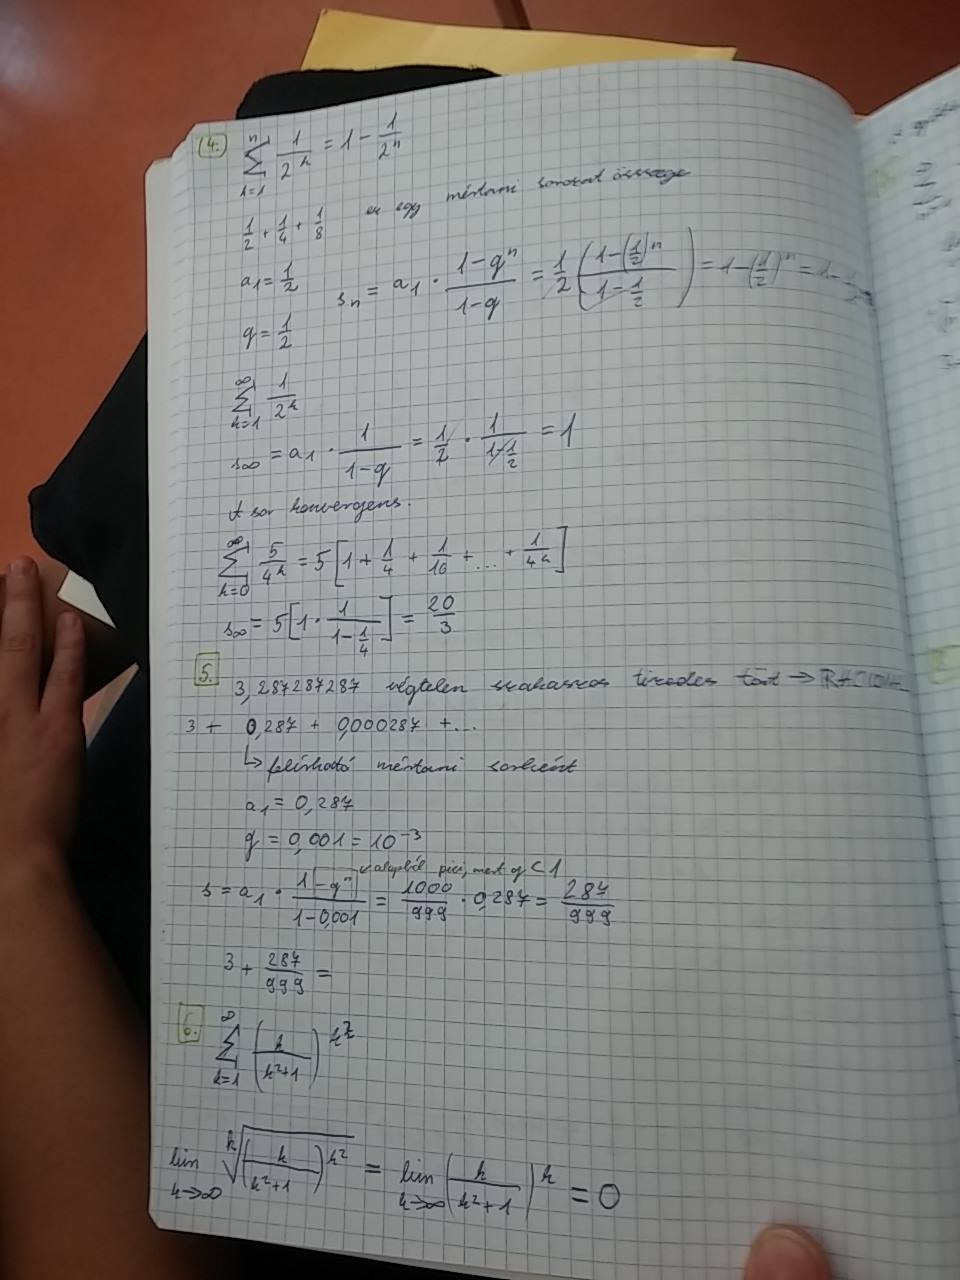 4. \sum_{k=1}^{n} \frac{1}{2^k} = 1 - \frac{1}{2^n}
\frac{1}{2} + \frac{1}{4} + \frac{1}{8} ez egy mértani sorozat összege
a_1 = \frac{1}{2}
s_n = a_1 \cdot \frac{1-q^n}{1-q} = \frac{1}{2} \left( \frac{1-\left(\frac{1}{2}\right)^n}{1-\frac{1}{2}} \right) = 1 - \left(\frac{1}{2}\right)^n = 1 -
q = \frac{1}{2}
\sum_{k=1}^{\infty} \frac{1}{2^k}
s_\infty = a_1 \cdot \frac{1}{1-q} = \frac{1}{2} \cdot \frac{1}{1-\frac{1}{2}} = 1
A sor konvergens.
\sum_{k=0}^{\infty} \frac{5}{4^k} = 5 \left[ 1 + \frac{1}{4} + \frac{1}{16} + ... + \frac{1}{4^k} \right]
s_\infty = 5 \left[ 1 \cdot \frac{1}{1-\frac{1}{4}} \right] = \frac{20}{3}
5. 3,287287287 végtelen szakaszos tizedes tört →
3 + 0,287 + 0,000287 + ...
↳ felírható mértani sorként
a_1 = 0,287
q = 0,001 = 10^{-3}
pici, mert q < 1
s = a_1 \cdot \frac{1-q^n}{1-0,001} = \frac{1000}{999} \cdot 0,287 = \frac{287}{999}
3 + \frac{287}{999} =
6. \sum_{k=1}^{\infty} \left( \frac{k}{k^2+1} \right)^{k^2}
\lim_{k→∞} \sqrt[k]{\left( \frac{k}{k^2+1} \right)^{k^2}} = \lim_{k→∞} \left( \frac{k}{k^2+1} \right)^k = 0